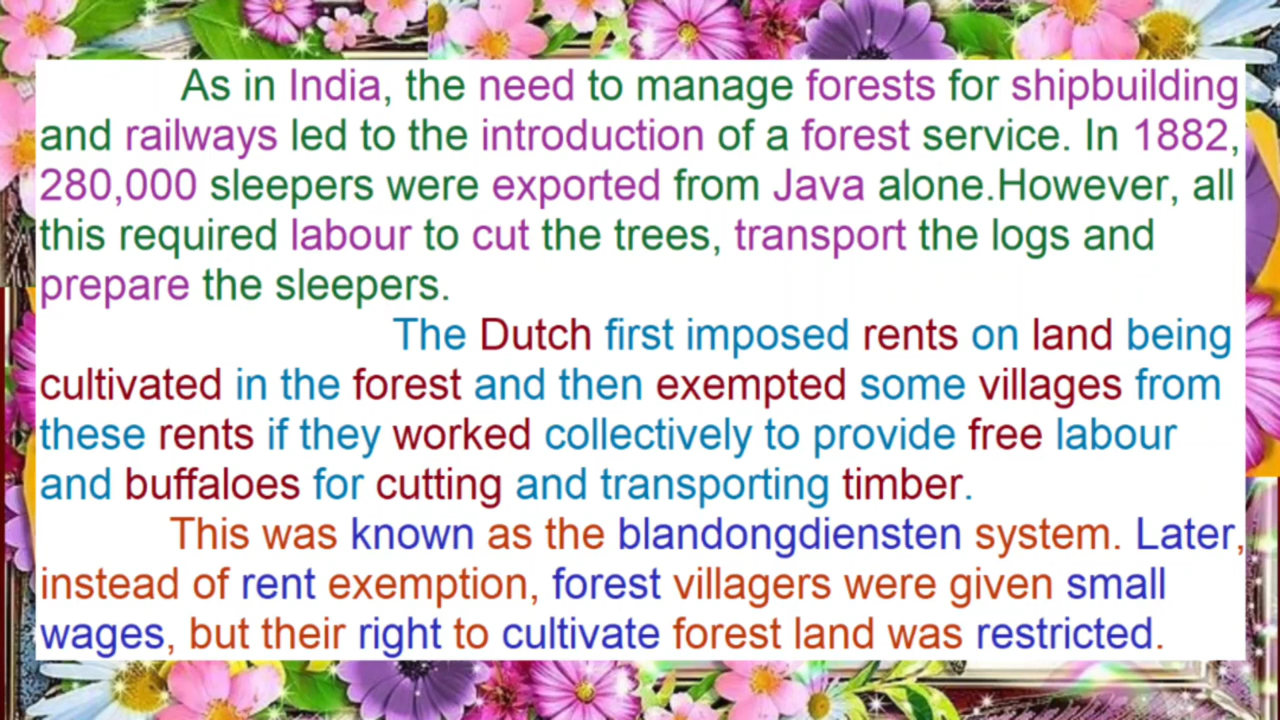 As in India, the need to manage forests for shipbuilding
and railways led to the introduction of a forest service. In 1882,
280,000 sleepers were exported from Java alone.However, all
this required labour to cut the trees, transport the logs and
prepare the sleepers.
The Dutch first imposed rents on land being
cultivated in the forest and then exempted some villages from
these rents if they worked collectively to provide free labour
and buffaloes for cutting and transporting timber.
This was known as the blandongdiensten system. Later,
instead of rent exemption, forest villagers were given small
wages, but their right to cultivate forest land was restricted.